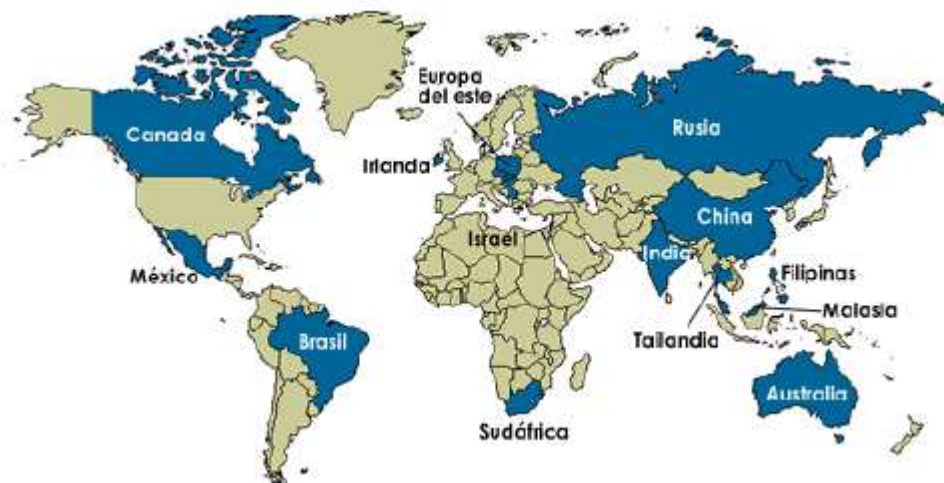 Europa
del este
Canada
Rusia
Irlanda
China
Israel
India
México
Filipinas
Malasia
Tailandia
Brasil
Australia
Sudáfrica